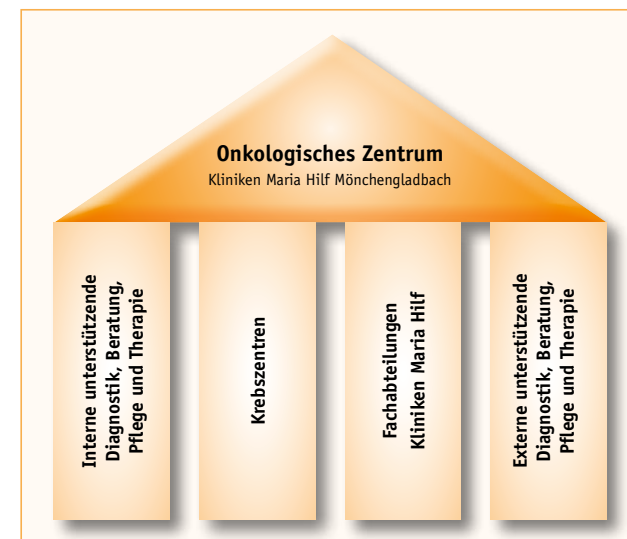 Onkologisches Zentrum
Kliniken Maria Hilf Mönchengladbach
Interne unterstützende
Diagnostik, Beratung,
Pflege und Therapie
Krebszentren
Fachabteilungen
Kliniken Maria Hilf
Externe unterstützende
Diagnostik, Beratung,
Pflege und Therapie